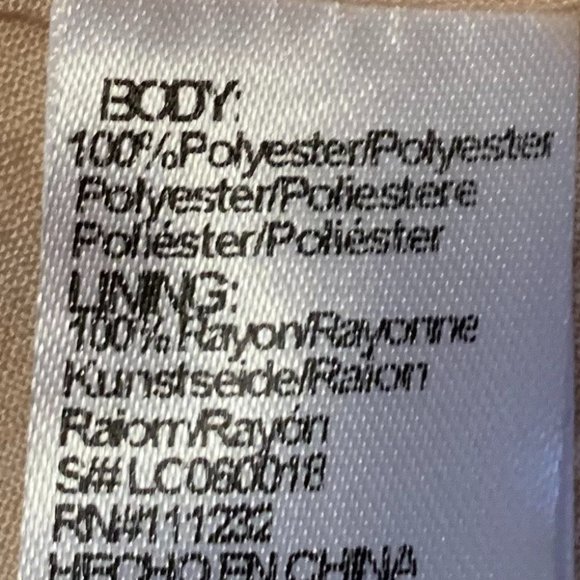 BODY:
100%Polyester/Polyester
Polyester/Poliestere
Poliéster/Poliéster
LINING:
100% Rayon/Rayonne
Kunstseide/Raion
Raiom/Rayón
S/# LC060018
RN#111232
HECHO EN CHINA